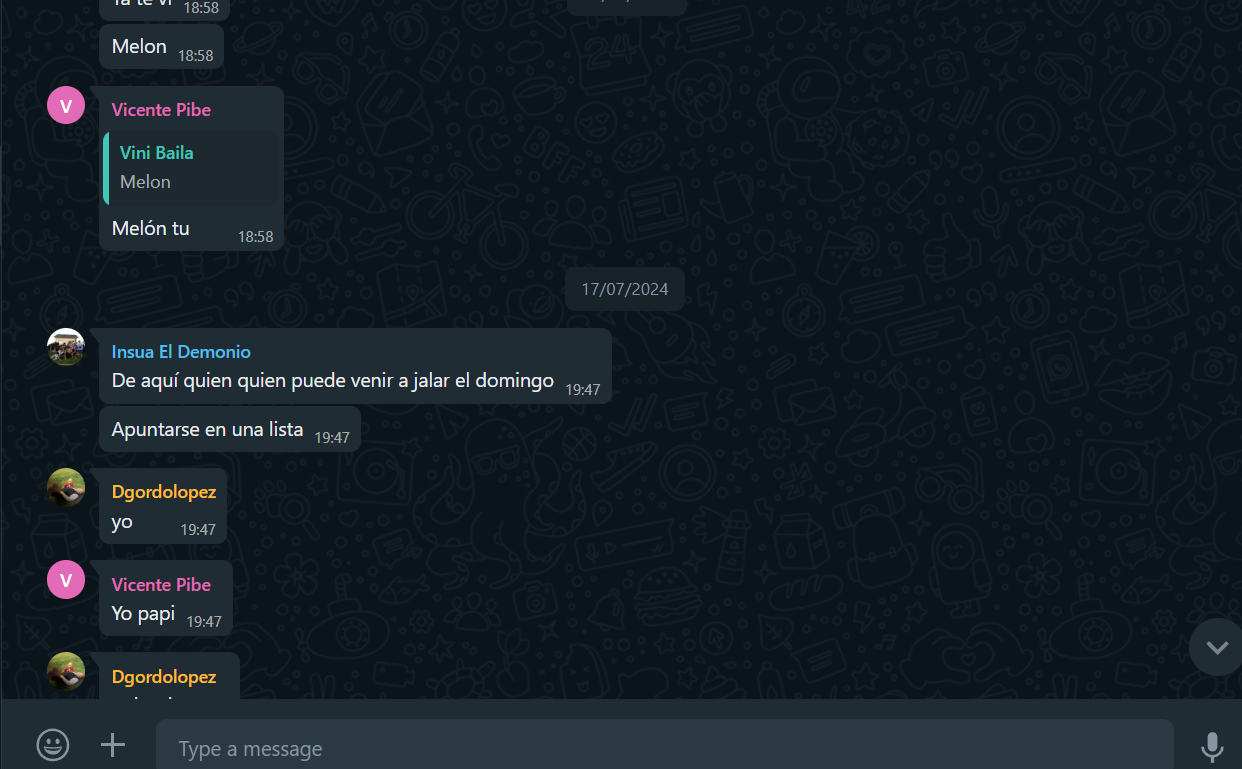 18:58
Melon 18:58
V
Vicente Pibe
Vini Baila
Melon
Melón tu 18:58
17/07/2024
Insua El Demonio
De aquí quien quien puede venir a jalar el domingo 19:47
Apuntarse en una lista 19:47
Dgordolopez
yo 19:47
V
Vicente Pibe
Yo papi 19:47
Dgordolopez
Type a message